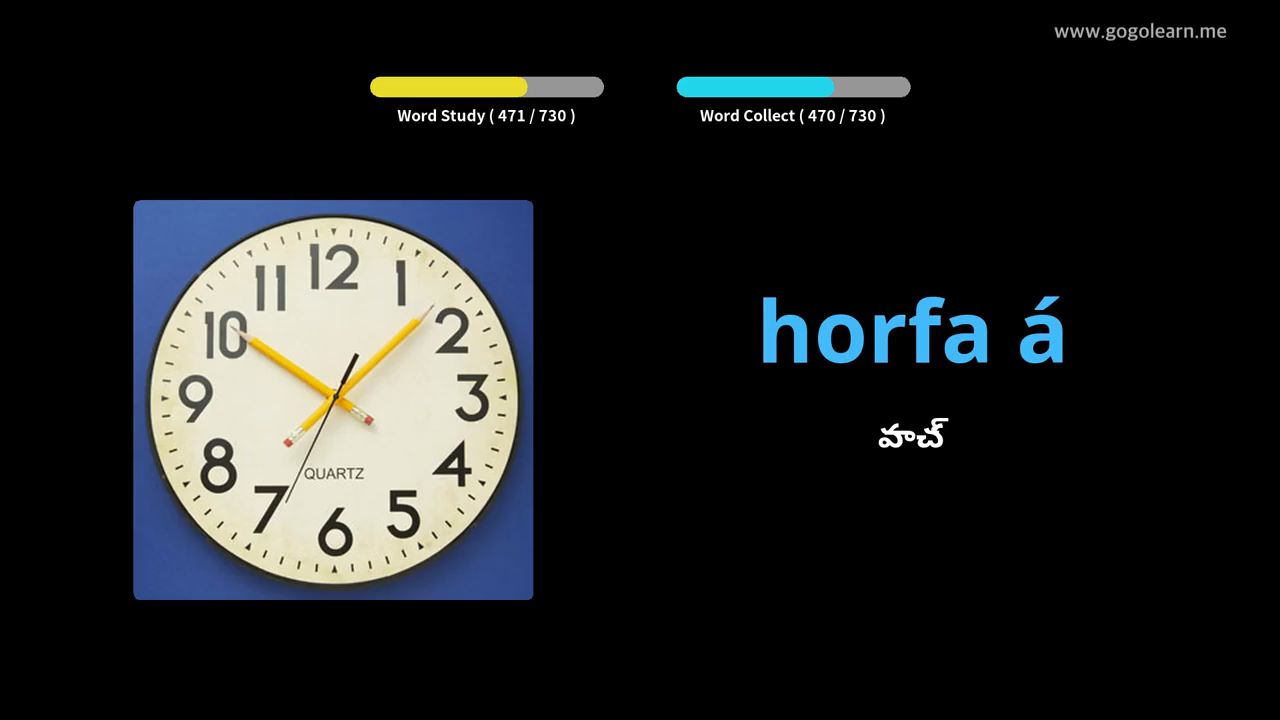 www.gogolearn.me
Word Study ( 471 / 730 )
Word Collect ( 470 / 730 )
12
11
1
10
2
9
3
8
4
QUARTZ
7
5
6
horfa á
వాచ్